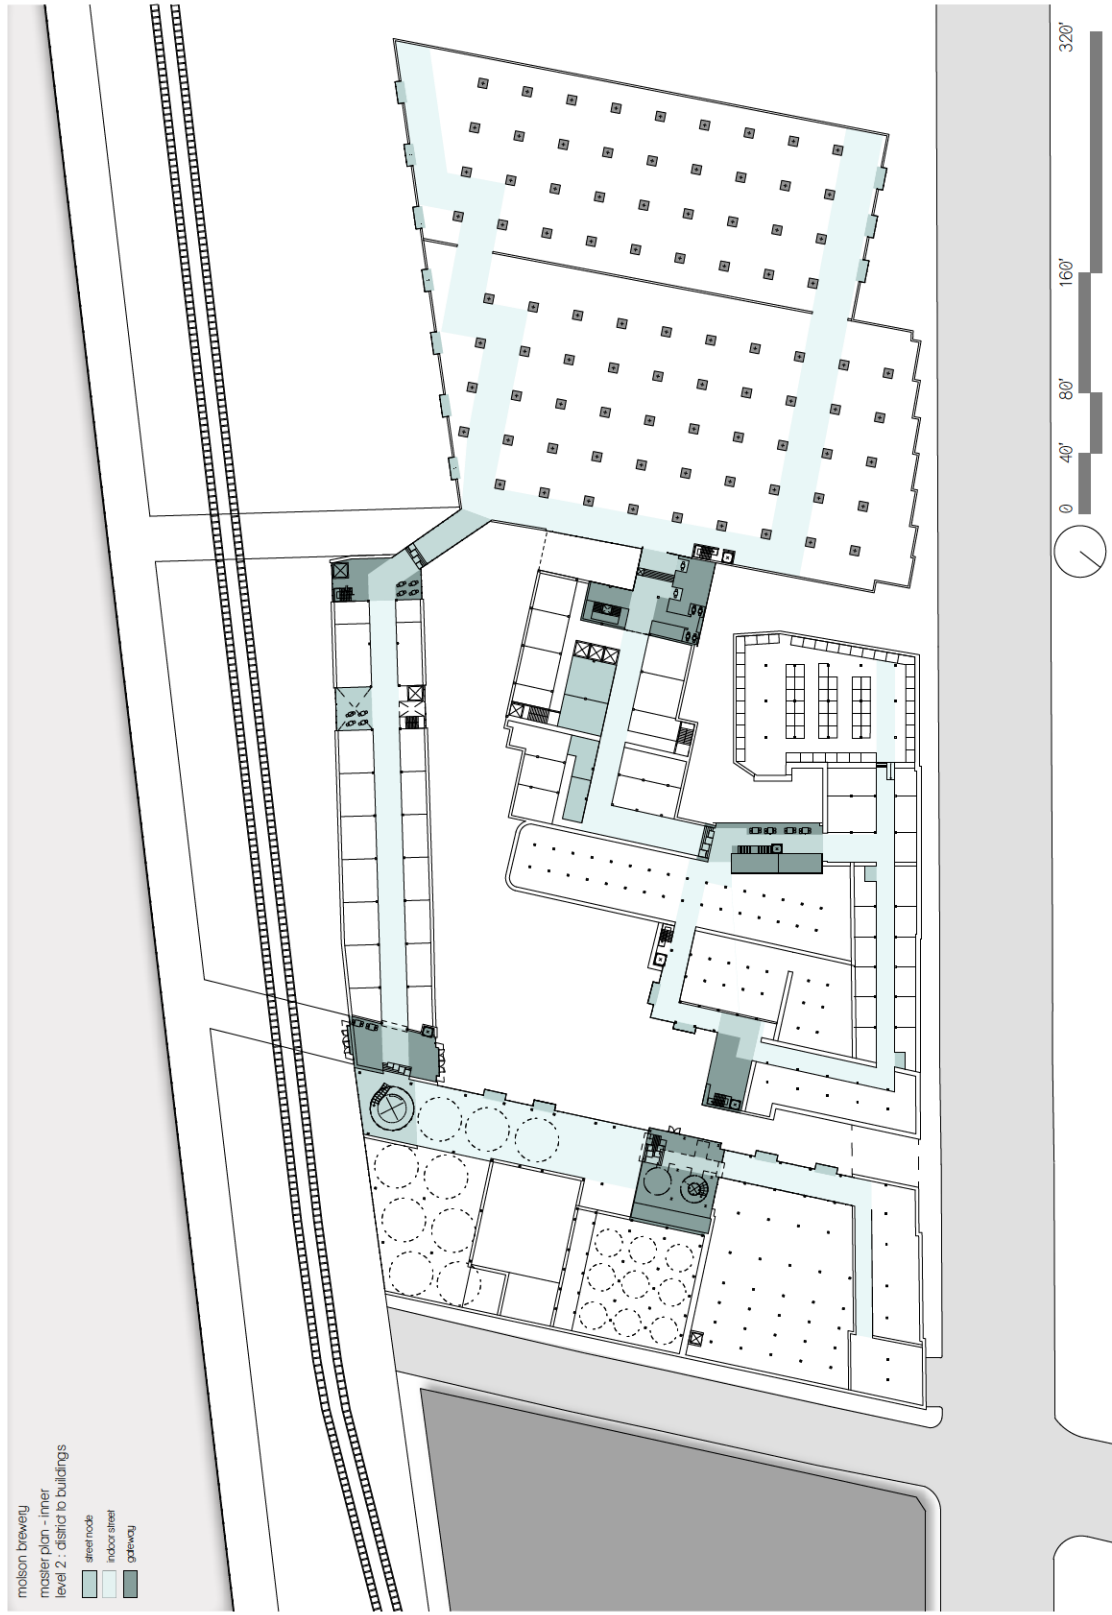 molson brewery
master plan - inner
level 2 : district to buildings
street node
indoor street
gateway
0 40' 80' 160' 320'